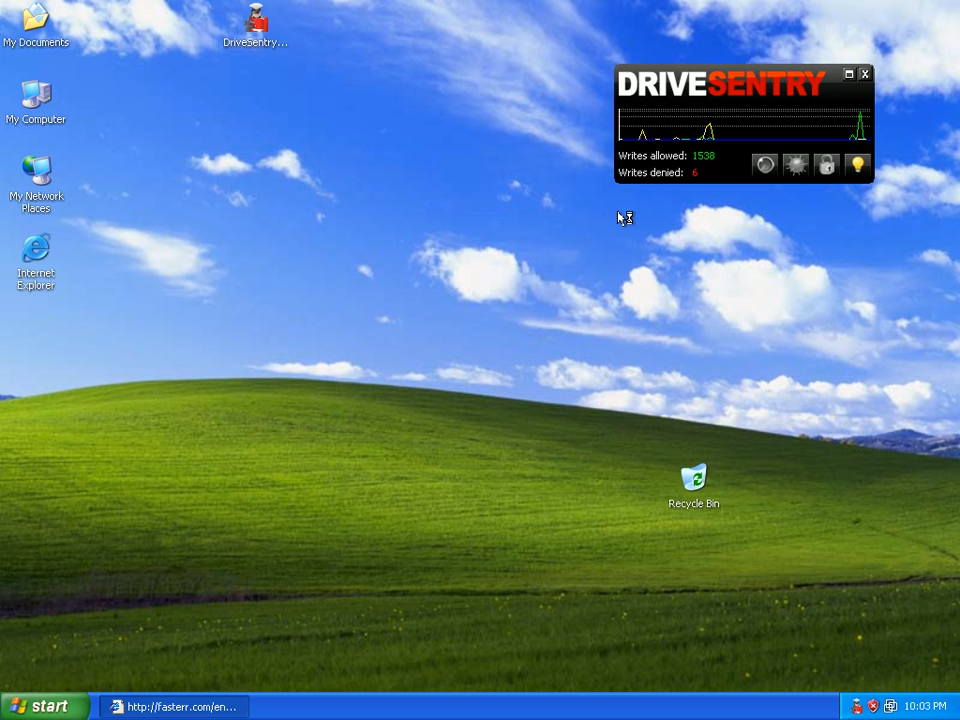 My Documents
DriveSentry...
My Computer
My Network
Places
Internet
Explorer
DRIVESENTRY
Writes allowed: 1538
Writes denied: 6
Recycle Bin
start
http://fasterr.com/en...
10:03 PM